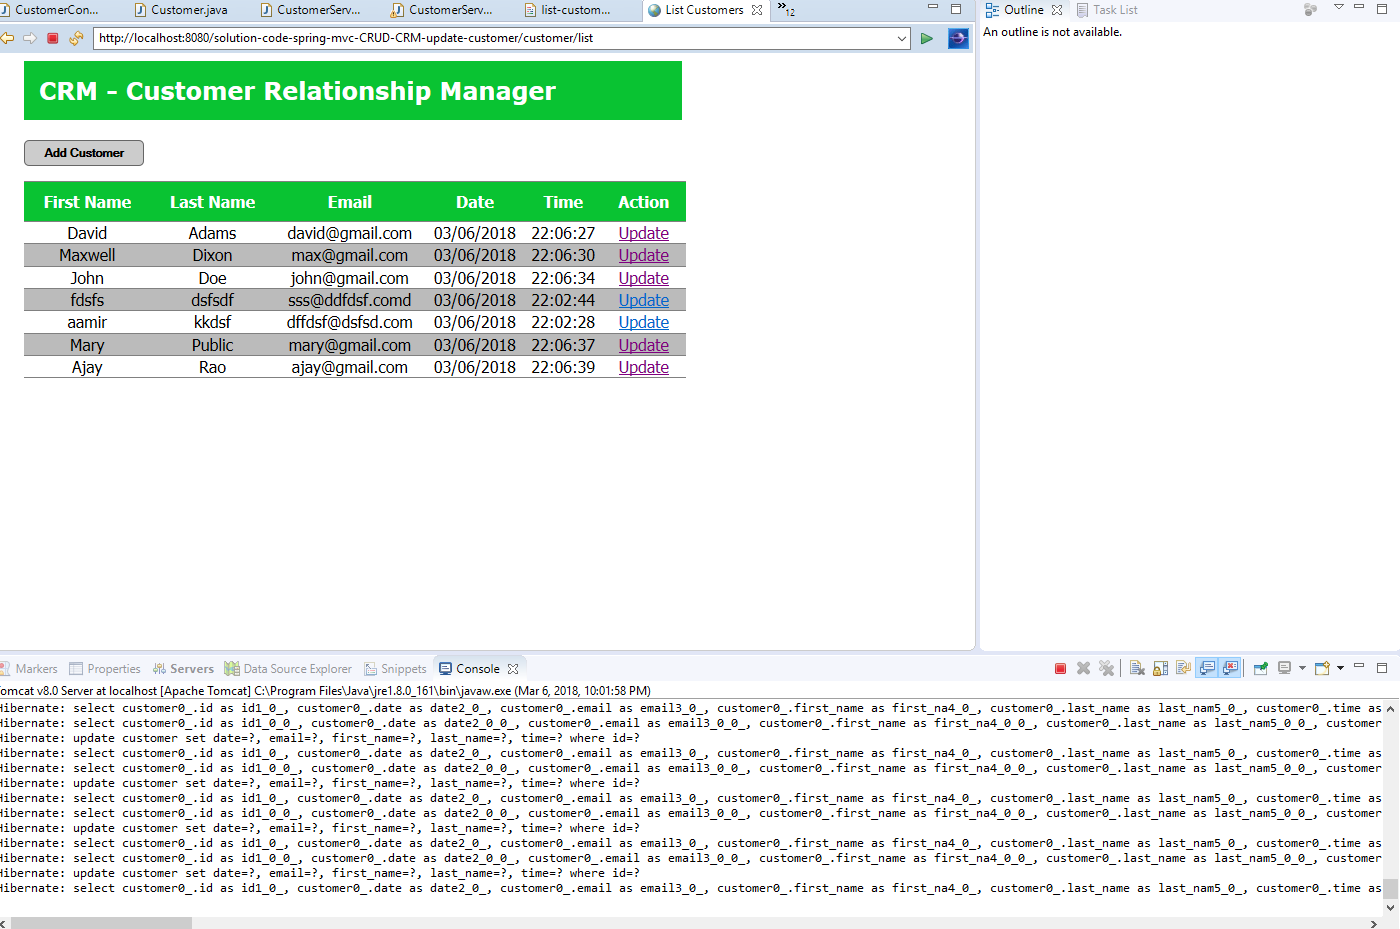 CustomerCon... Customer.java CustomerServ... CustomerServ... list-custom... List Customers »12 Outline Task List
http://localhost:8080/solution-code-spring-mvc-CRUD-CRM-update-customer/customer/list
An outline is not available.
CRM - Customer Relationship Manager
Add Customer
First Name Last Name Email Date Time Action
David Adams david@gmail.com 03/06/2018 22:06:27 Update
Maxwell Dixon max@gmail.com 03/06/2018 22:06:30 Update
John Doe john@gmail.com 03/06/2018 22:06:34 Update
fdsfs dsfsdf sss@ddfdsf.comd 03/06/2018 22:02:44 Update
aamir kkdsf dffdsf@dsfsd.com 03/06/2018 22:02:28 Update
Mary Public mary@gmail.com 03/06/2018 22:06:37 Update
Ajay Rao ajay@gmail.com 03/06/2018 22:06:39 Update
Markers Properties Servers Data Source Explorer Snippets Console
Tomcat v8.0 Server at localhost [Apache Tomcat] C:\Program Files\Java\jre1.8.0_161\bin\javaw.exe (Mar 6, 2018, 10:01:58 PM)
Hibernate: select customer0_.id as id1_0_, customer0_.date as date2_0_, customer0_.email as email3_0_, customer0_.first_name as first_na4_0_, customer0_.last_name as last_nam5_0_, customer0_.time as
Hibernate: select customer0_.id as id1_0_0_, customer0_.date as date2_0_0_, customer0_.email as email3_0_0_, customer0_.first_name as first_na4_0_0_, customer0_.last_name as last_nam5_0_0_, customer
Hibernate: update customer set date=?, email=?, first_name=?, last_name=?, time=? where id=?
Hibernate: select customer0_.id as id1_0_, customer0_.date as date2_0_, customer0_.email as email3_0_, customer0_.first_name as first_na4_0_, customer0_.last_name as last_nam5_0_, customer0_.time as
Hibernate: select customer0_.id as id1_0_0_, customer0_.date as date2_0_0_, customer0_.email as email3_0_0_, customer0_.first_name as first_na4_0_0_, customer0_.last_name as last_nam5_0_0_, customer
Hibernate: update customer set date=?, email=?, first_name=?, last_name=?, time=? where id=?
Hibernate: select customer0_.id as id1_0_, customer0_.date as date2_0_, customer0_.email as email3_0_, customer0_.first_name as first_na4_0_, customer0_.last_name as last_nam5_0_, customer0_.time as
Hibernate: select customer0_.id as id1_0_0_, customer0_.date as date2_0_0_, customer0_.email as email3_0_0_, customer0_.first_name as first_na4_0_0_, customer0_.last_name as last_nam5_0_0_, customer
Hibernate: update customer set date=?, email=?, first_name=?, last_name=?, time=? where id=?
Hibernate: select customer0_.id as id1_0_, customer0_.date as date2_0_, customer0_.email as email3_0_, customer0_.first_name as first_na4_0_, customer0_.last_name as last_nam5_0_, customer0_.time as
Hibernate: select customer0_.id as id1_0_0_, customer0_.date as date2_0_0_, customer0_.email as email3_0_0_, customer0_.first_name as first_na4_0_0_, customer0_.last_name as last_nam5_0_0_, customer
Hibernate: update customer set date=?, email=?, first_name=?, last_name=?, time=? where id=?
Hibernate: select customer0_.id as id1_0_, customer0_.date as date2_0_, customer0_.email as email3_0_, customer0_.first_name as first_na4_0_, customer0_.last_name as last_nam5_0_, customer0_.time as